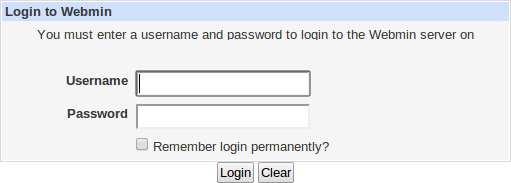 Login to Webmin
You must enter a username and password to login to the Webmin server on
Username
Password
Remember login permanently?
Login Clear